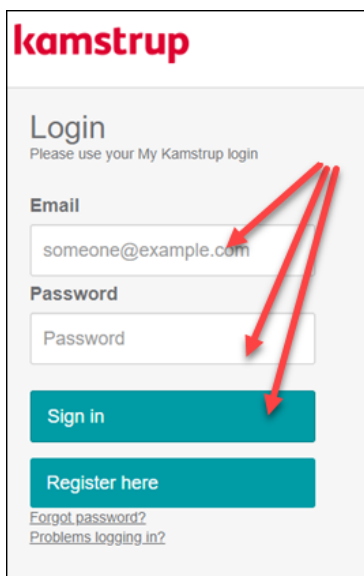 kamstrup
Login
Please use your My Kamstrup login
Email
someone@example.com
Password
Password
Sign in
Register here
Forgot password?
Problems logging in?